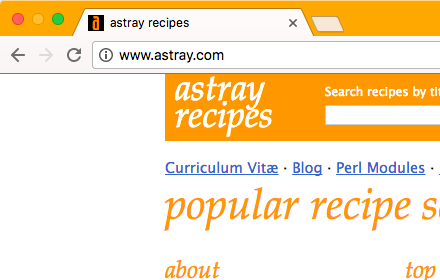 astray recipes
www.astray.com
astray
recipes
Search recipes by tit
Curriculum Vitæ · Blog · Perl Modules ·
popular recipe s
about top